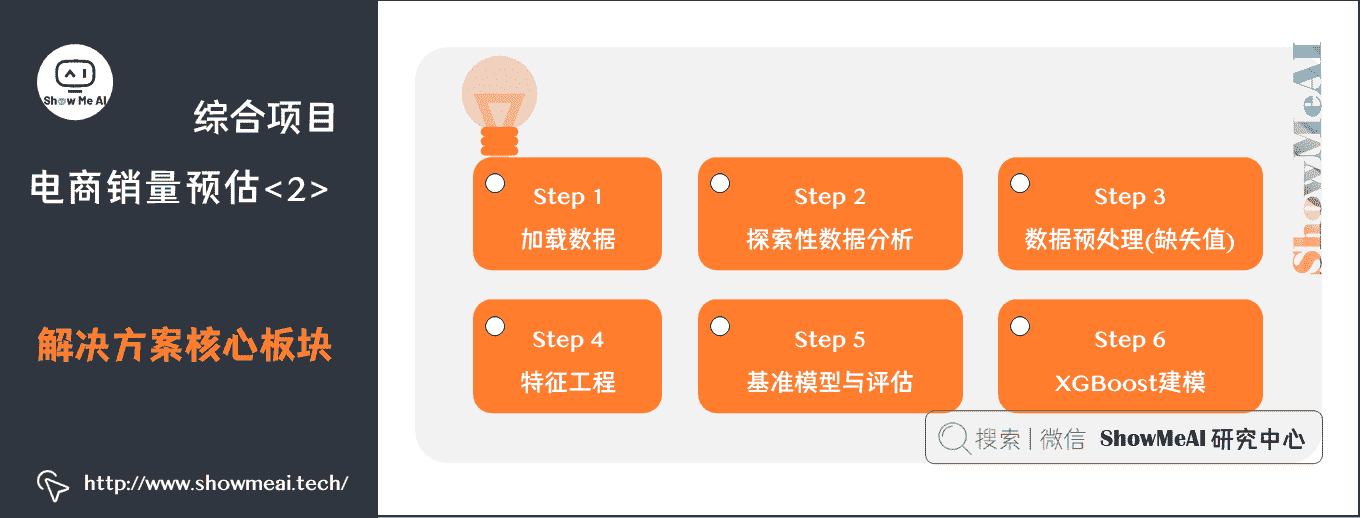 Show Me AI
综合项目
电商销量预估<2>
解决方案核心板块
http://www.showmeai.tech/
Step 1
加载数据
Step 2
探索性数据分析
Step 3
数据预处理(缺失值)
Step 4
特征工程
Step 5
基准模型与评估
Step 6
XGBoost建模
搜索|微信 ShowMeAI 研究中心
ShowMeAI